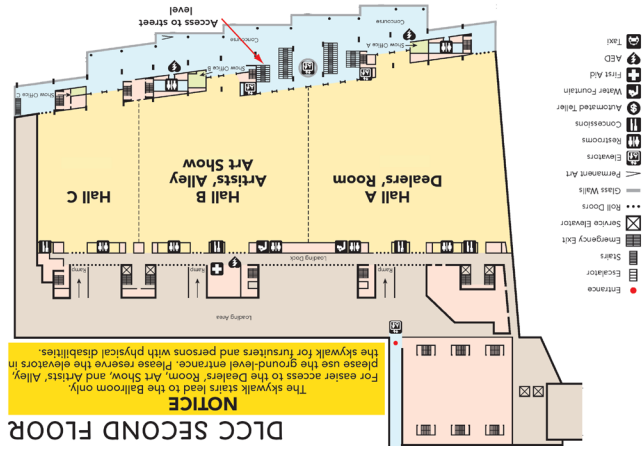 DLCC SECOND FLOOR
NOTICE
The skywalk stairs lead to the Ballroom only.
For easier access to the Dealers' Room, Art Show, and Artists' Alley,
please use the ground-level entrance. Please reserve the elevators in
the skywalk for fursuiters and persons with physical disabilities.
Entrance
Escalator
Stairs
Emergency Exit
Service Elevator
Roll Doors
Glass Walls
Permanent Art
Elevators
Restrooms
Concessions
Automated Teller
Water Fountain
First Aid
AED
Taxi
Loading Area
Ramp
Ramp
Ramp
Loading Dock
Hall A
Dealers' Room
Hall B
Artists' Alley
Art Show
Hall C
Show Office A
Show Office B
Show Office C
Concourse
Concourse
Concourse
Access to street
level